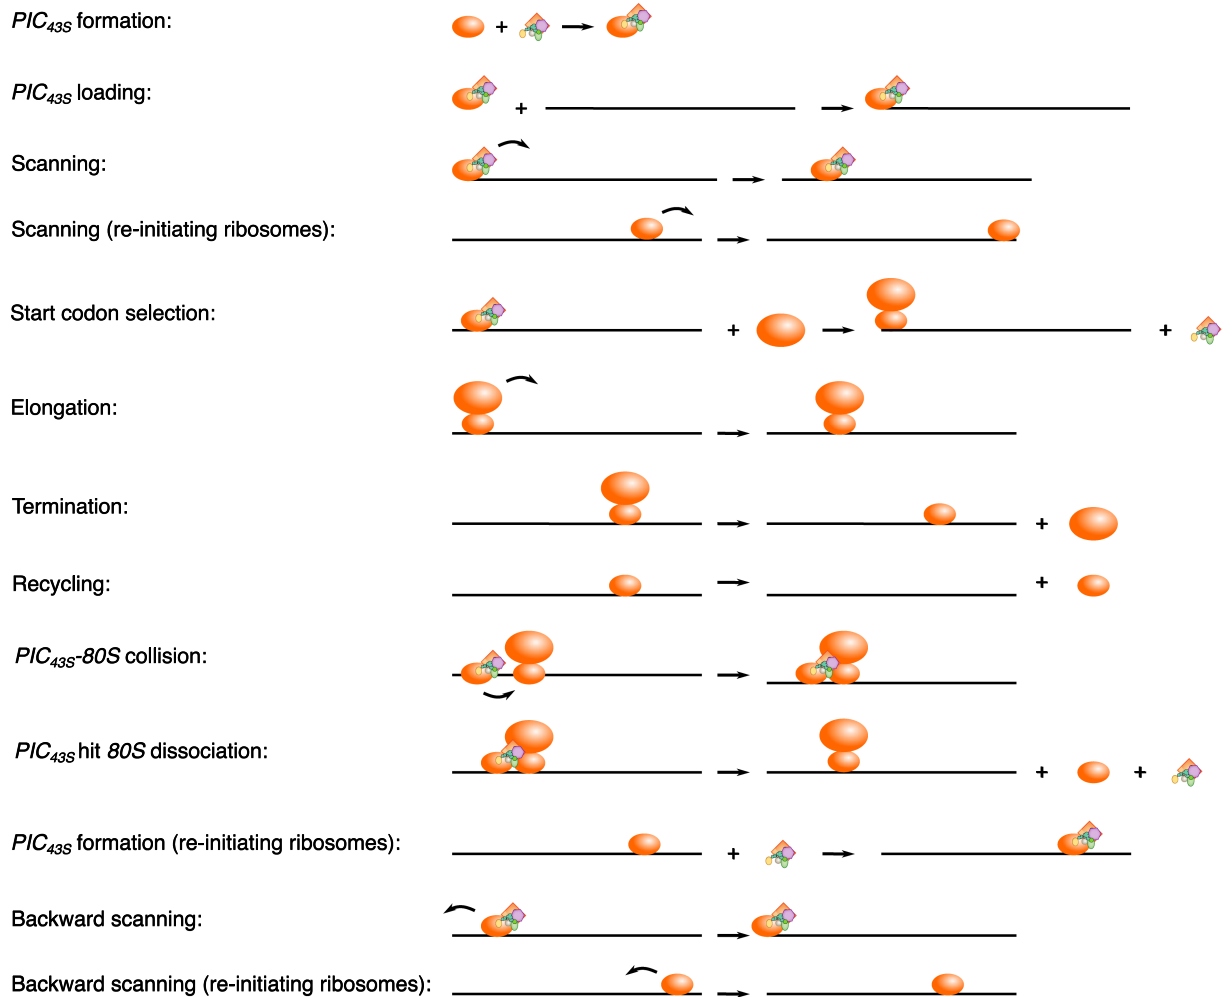 PIC43S formation:
+
PIC43S loading:
+
Scanning:
Scanning (re-initiating ribosomes):
Start codon selection:
+ +
Elongation:
Termination:
+
Recycling:
+
PIC43S-80S collision:
PIC43S hit 80S dissociation:
+ +
PIC43S formation (re-initiating ribosomes):
+
Backward scanning:
Backward scanning (re-initiating ribosomes):